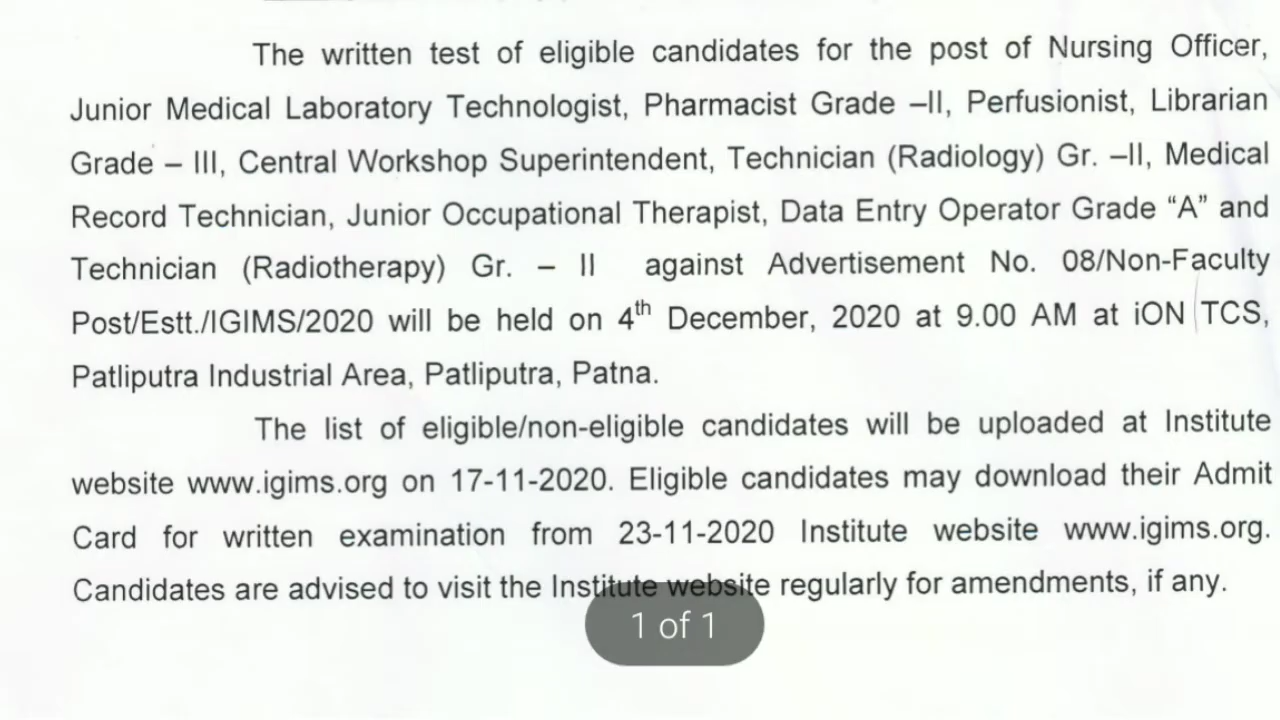 The written test of eligible candidates for the post of Nursing Officer,
Junior Medical Laboratory Technologist, Pharmacist Grade –II, Perfusionist, Librarian
Grade – III, Central Workshop Superintendent, Technician (Radiology) Gr. –II, Medical
Record Technician, Junior Occupational Therapist, Data Entry Operator Grade “A” and
Technician (Radiotherapy) Gr. – II against Advertisement No. 08/Non-Faculty
Post/Estt./IGIMS/2020 will be held on 4th December, 2020 at 9.00 AM at iON TCS,
Patliputra Industrial Area, Patliputra, Patna.
The list of eligible/non-eligible candidates will be uploaded at Institute
website www.igims.org on 17-11-2020. Eligible candidates may download their Admit
Card for written examination from 23-11-2020 Institute website www.igims.org.
Candidates are advised to visit the Institute website regularly for amendments, if any.
1 of 1